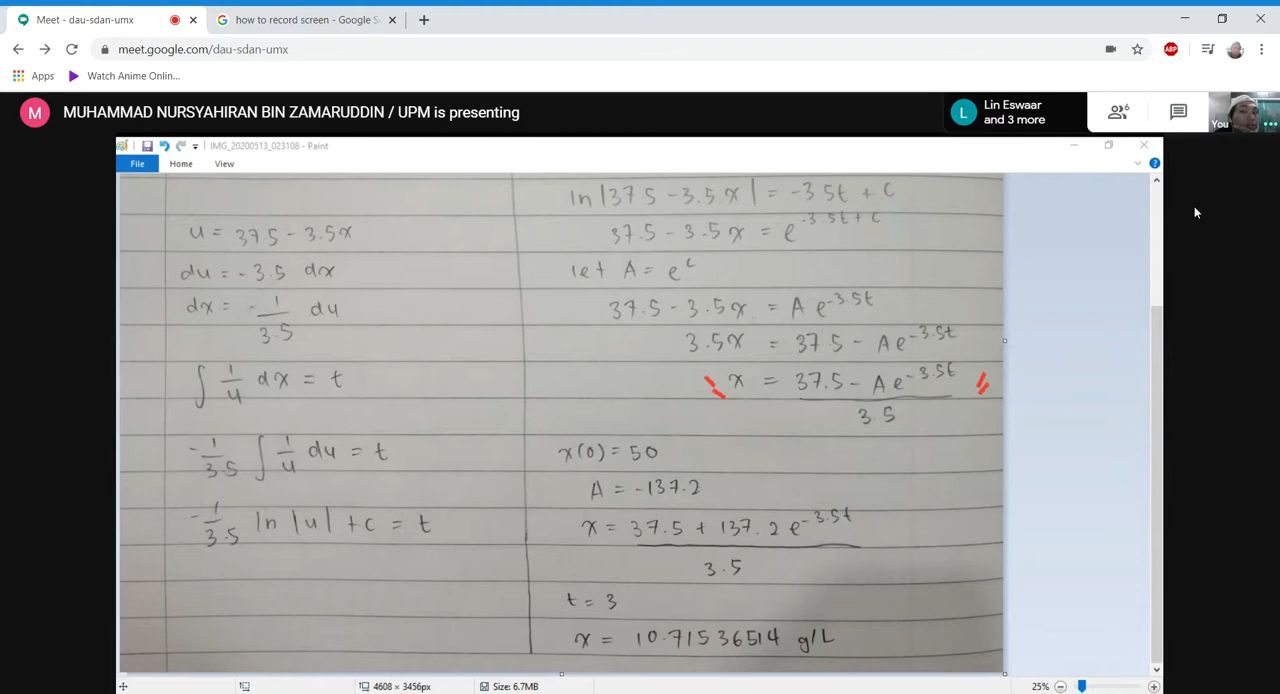 Meet - dau-sdan-umx
how to record screen - Google S
meet.google.com/dau-sdan-umx
ABP
Apps
Watch Anime Onlin...
M
MUHAMMAD NURSYAHIRAN BIN ZAMARUDDIN / UPM is presenting
L
Lin Eswaar
and 3 more
6
You
IMG_20200513_023108 - Paint
File
Home
View
u = 37.5 - 3.5x
du = -3.5 dx
dx = -1/3.5 du
∫ 1/u dx = t
-1/3.5 ∫ 1/u du = t
-1/3.5 ln |u| + c = t
ln |37.5 - 3.5x| = -3.5t + c
37.5 - 3.5x = e^-3.5t + c
let A = e^c
37.5 - 3.5x = A e^-3.5t
3.5x = 37.5 - A e^-3.5t
x = 37.5 - A e^-3.5t
3.5
x(0) = 50
A = -137.2
x = 37.5 + 137.2 e^-3.5t
3.5
t = 3
x = 10.71536514 g/L
4608 × 3456px
Size: 6.7MB
25%